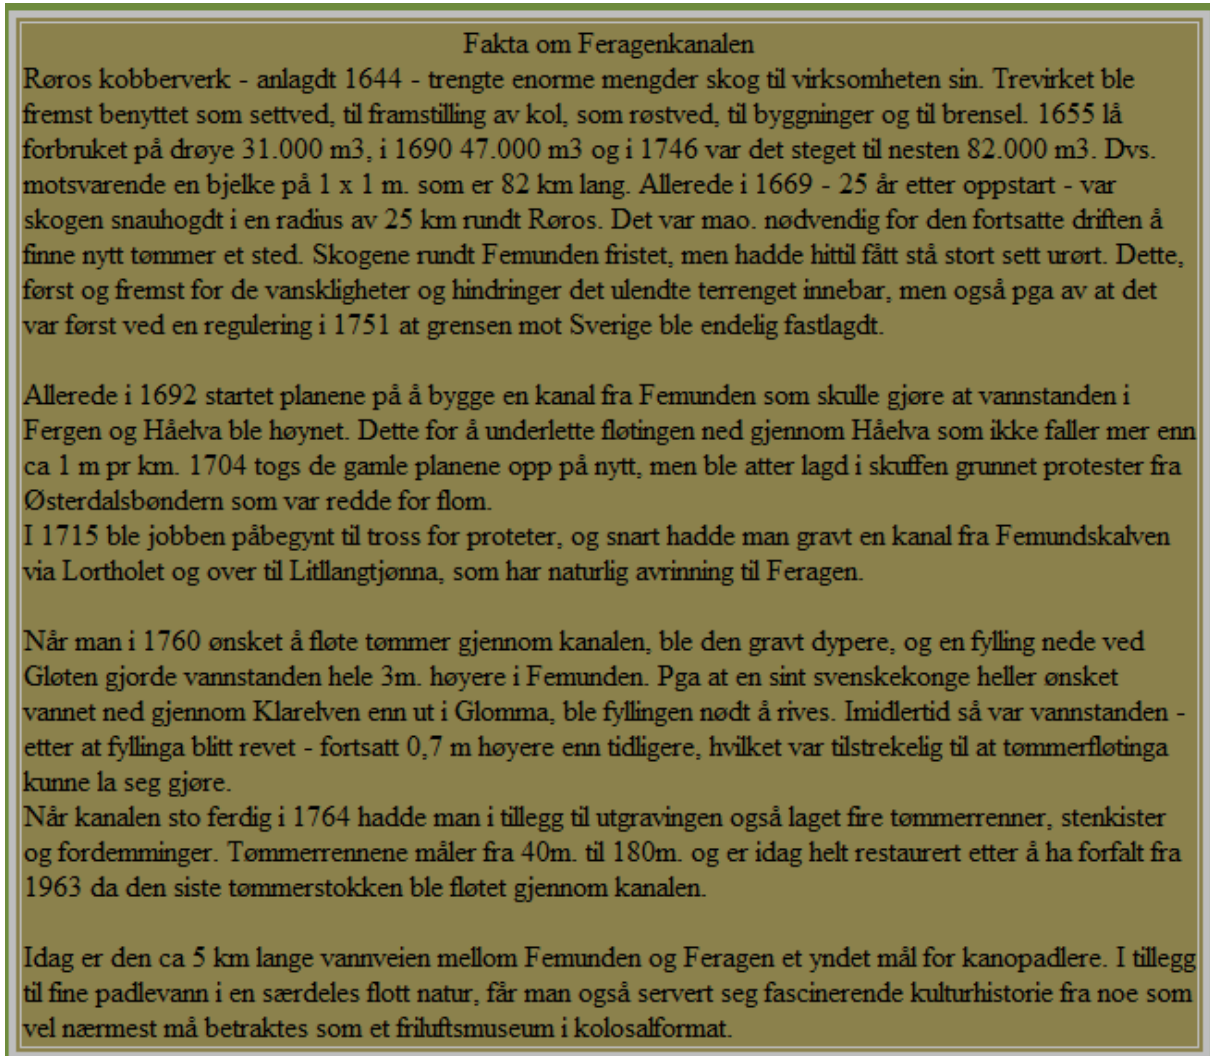 Fakta om Feragenkanalen
Røros kobberverk - anlagdt 1644 - trengte enorme mengder skog til virksomheten sin. Trevirket ble
fremst benyttet som settved, til framstilling av kol, som røstved, til byggninger og til brensel. 1655 lå
forbruket på drøye 31.000 m3, i 1690 47.000 m3 og i 1746 var det steget til nesten 82.000 m3. Dvs.
motsvarende en bjelke på 1 x 1 m. som er 82 km lang. Allerede i 1669 - 25 år etter oppstart - var
skogen snauhogdt i en radius av 25 km rundt Røros. Det var mao. nødvendig for den fortsatte driften å
finne nytt tømmer et sted. Skogene rundt Femunden fristet, men hadde hittil fått stå stort sett urørt. Dette,
først og fremst for de vanskligheter og hindringer det ulendte terrenget innebar, men også pga av at det
var først ved en regulering i 1751 at grensen mot Sverige ble endelig fastlagdt.

Allerede i 1692 startet planene på å bygge en kanal fra Femunden som skulle gjøre at vannstanden i
Fergen og Håelva ble høynet. Dette for å underlette fløtingen ned gjennom Håelva som ikke faller mer enn
ca 1 m pr km. 1704 togs de gamle planene opp på nytt, men ble atter lagd i skuffen grunnet protester fra
Østerdalsbøndern som var redde for flom.
I 1715 ble jobben påbegynt til tross for proteter, og snart hadde man gravt en kanal fra Femundskalven
via Lortholet og over til Litllangtjønna, som har naturlig avrinning til Feragen.

Når man i 1760 ønsket å fløte tømmer gjennom kanalen, ble den gravt dypere, og en fylling nede ved
Gløten gjorde vannstanden hele 3m. høyere i Femunden. Pga at en sint svenskekonge heller ønsket
vannet ned gjennom Klarelven enn ut i Glomma, ble fyllingen nødt å rives. Imidlertid så var vannstanden -
etter at fyllinga blitt revet - fortsatt 0,7 m høyere enn tidligere, hvilket var tilstrekelig til at tømmerfløtinga
kunne la seg gjøre.
Når kanalen sto ferdig i 1764 hadde man i tillegg til utgravingen også laget fire tømmerrenner, stenkister
og fordemminger. Tømmerrennene måler fra 40m. til 180m. og er idag helt restaurert etter å ha forfalt fra
1963 da den siste tømmerstokken ble fløtet gjennom kanalen.

Idag er den ca 5 km lange vannveien mellom Femunden og Feragen et yndet mål for kanopadlere. I tillegg
til fine padlevann i en særdeles flott natur, får man også servert seg fascinerende kulturhistorie fra noe som
vel nærmest må betraktes som et friluftsmuseum i kolosalformat.